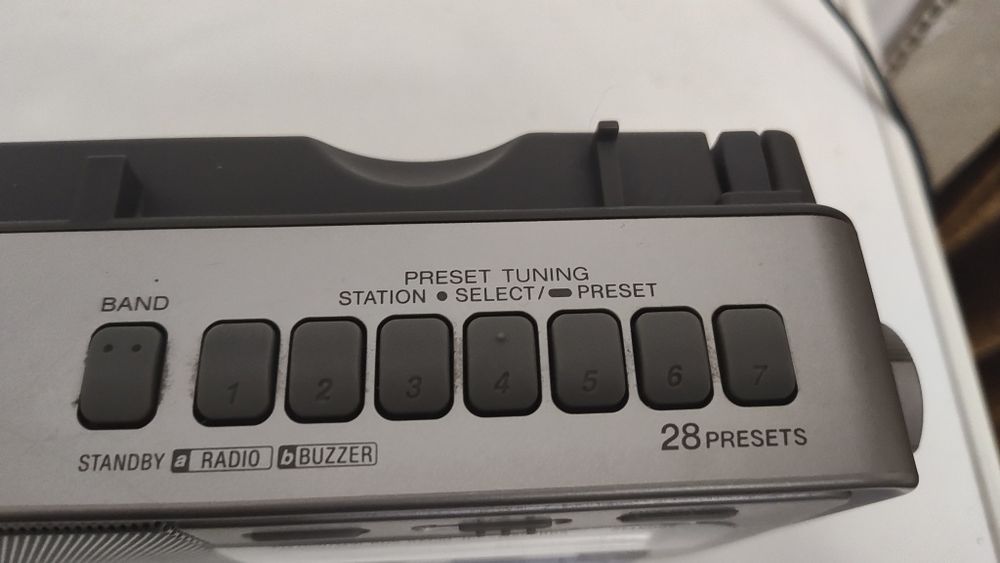 PRESET TUNING
STATION ● SELECT/▬ PRESET
BAND
1 2 3 4 5 6 7
28 PRESETS
STANDBY a RADIO b BUZZER